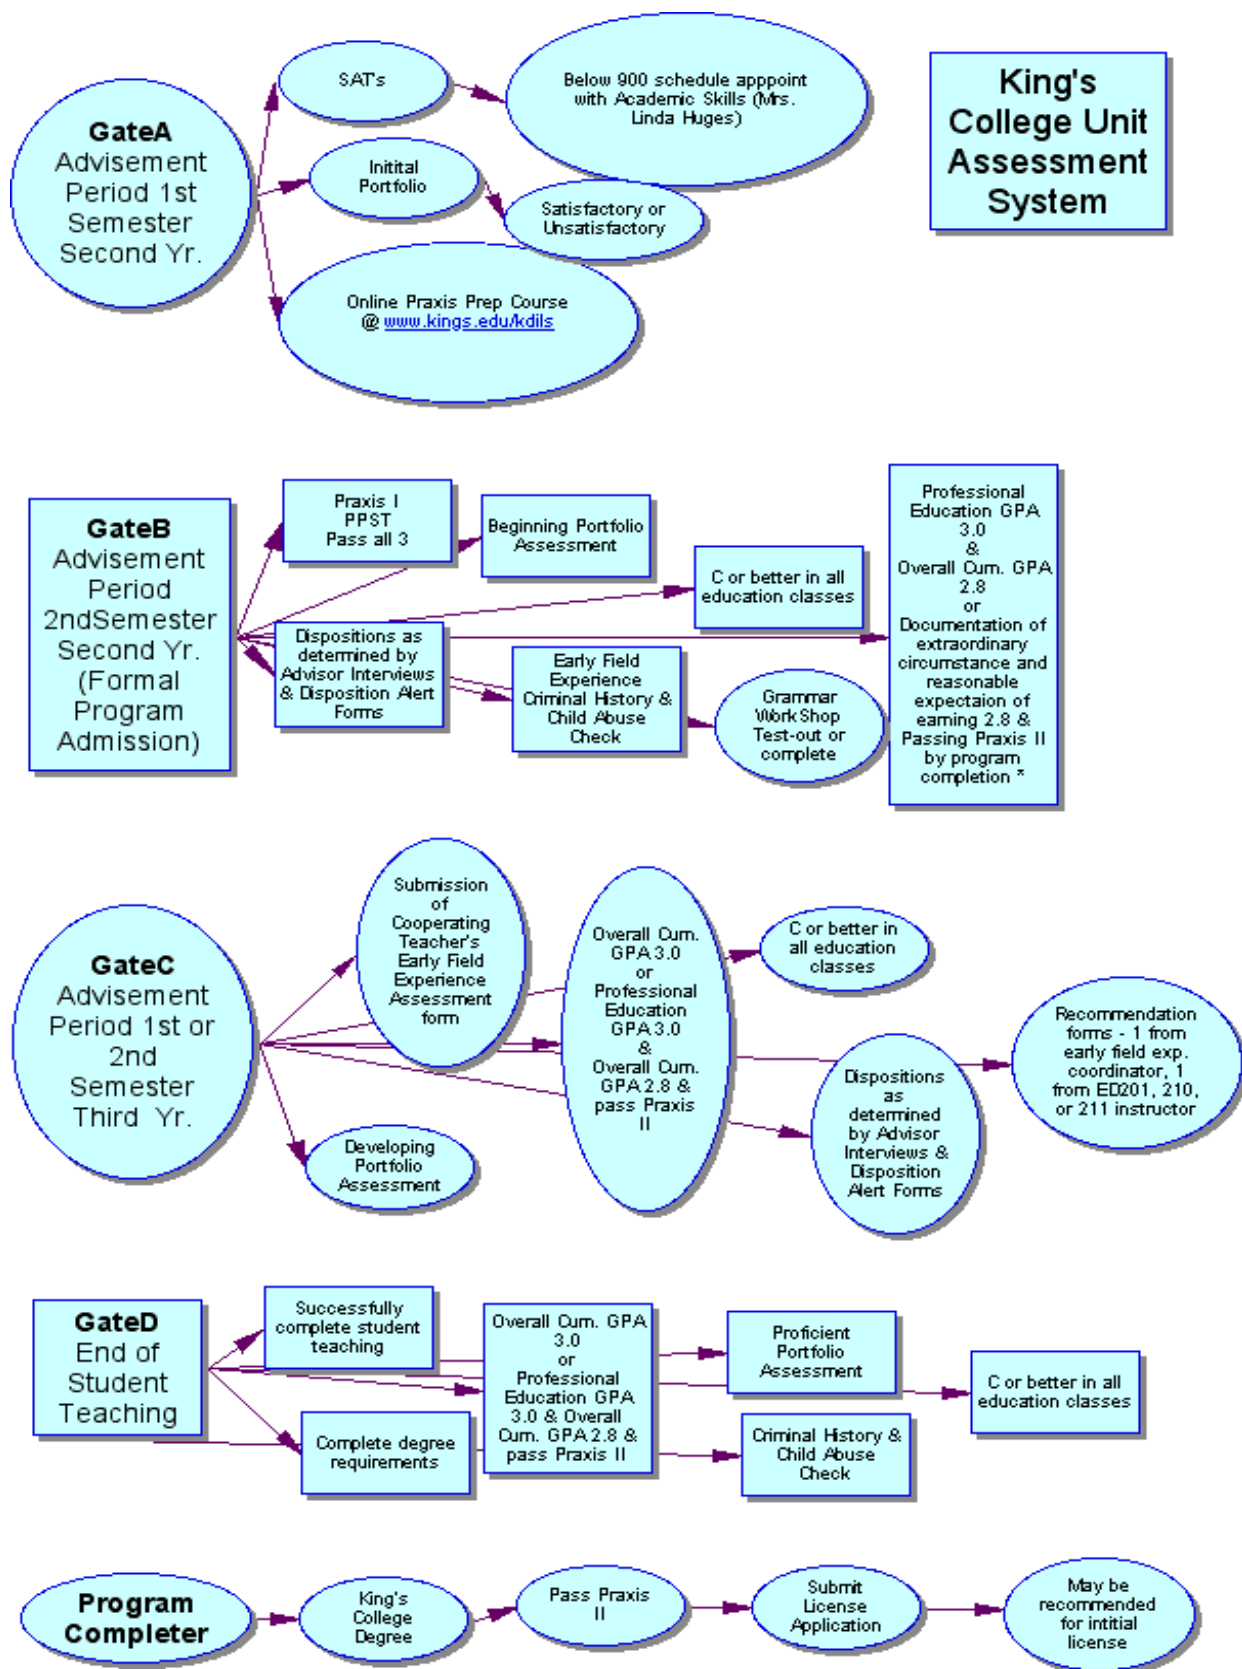 King's
College Unit
Assessment
System
GateA
Advisement
Period 1st
Semester
Second Yr.
SAT's
Below 900 schedule apppoint
with Academic Skills (Mrs.
Linda Huges)
Initital
Portfolio
Satisfactory or
Unsatisfactory
Online Praxis Prep Course
@ www.kings.edu/kdils
GateB
Advisement
Period
2ndSemester
Second Yr.
(Formal
Program
Admission)
Praxis I
PPST
Pass all 3
Beginning Portfolio
Assessment
C or better in all
education classes
Professional
Education GPA
3.0
&
Overall Cum. GPA
2.8
or
Documentation of
extraordinary
circumstance and
reasonable
expectaion of
earning 2.8 &
Passing Praxis II
by program
completion *
Dispositions as
determined by
Advisor Interviews
& Disposition Alert
Forms
Early Field
Experience
Criminal History &
Child Abuse
Check
Grammar
WorkShop
Test-out or
complete
GateC
Advisement
Period 1st or
2nd
Semester
Third Yr.
Submission
of
Cooperating
Teacher's
Early Field
Experience
Assessment
form
Overall Cum.
GPA 3.0
or
Professional
Education
GPA 3.0
&
Overall Cum.
GPA 2.8 &
pass Praxis
II
C or better in
all education
classes
Recommendation
forms - 1 from
early field exp.
coordinator, 1
from ED201, 210,
or 211 instructor
Dispositions
as
determined
by Advisor
Interviews &
Disposition
Alert Forms
Developing
Portfolio
Assessment
GateD
End of
Student
Teaching
Successfully
complete student
teaching
Overall Cum. GPA
3.0
or
Professional
Education GPA
3.0 & Overall
Cum. GPA 2.8 &
pass Praxis II
Proficient
Portfolio
Assessment
C or better in all
education classes
Complete degree
requirements
Criminal History &
Child Abuse
Check
Program
Completer
King's
College
Degree
Pass Praxis
II
Submit
License
Application
May be
recommended
for intitial
license